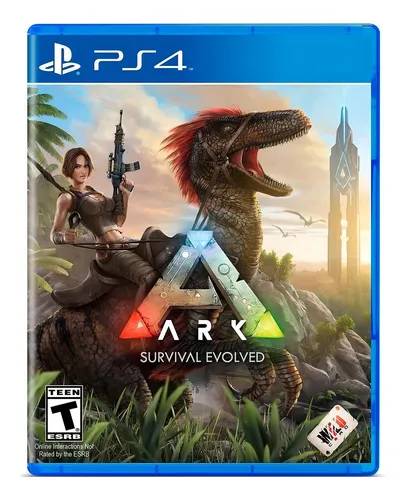 PS4
ARK
SURVIVAL EVOLVED
TEEN
T
ESRB
Online Interactions Not
Rated by the ESRB